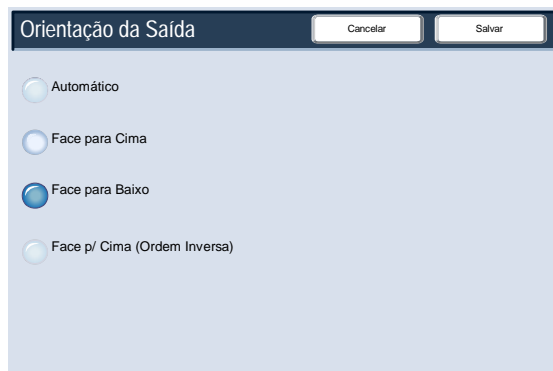 Orientação da Saída Cancelar Salvar
Automático
Face para Cima
Face para Baixo
Face p/ Cima (Ordem Inversa)